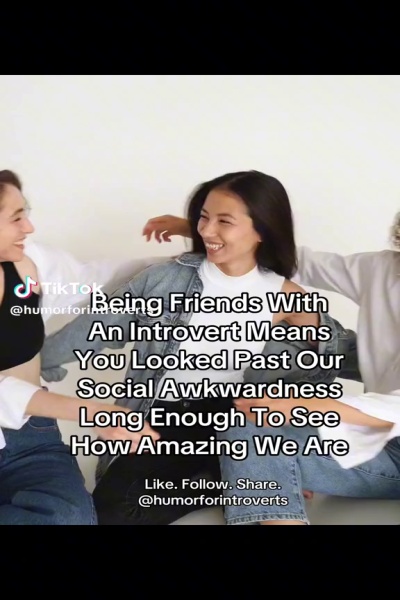 TikTok
@humorforintroverts
Being Friends With
An Introvert Means
You Looked Past Our
Social Awkwardness
Long Enough To See
How Amazing We Are
Like. Follow. Share.
@humorforintroverts